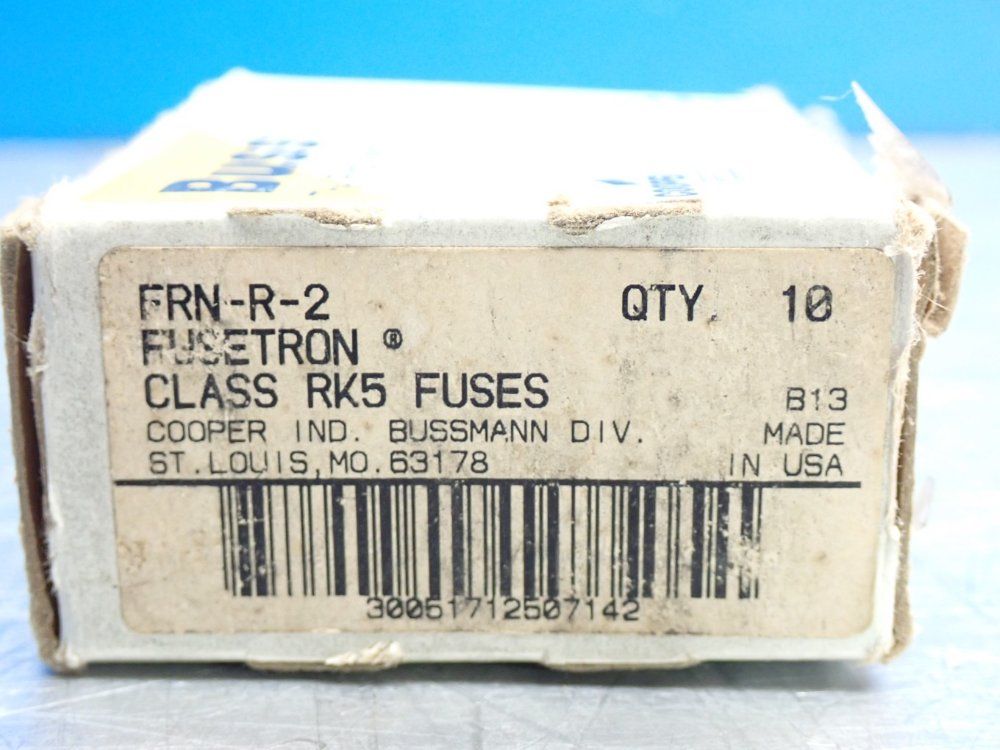 BUSS
FRN-R-2 QTY. 10
FUSETRON ®
CLASS RK5 FUSES B13
COOPER IND. BUSSMANN DIV. MADE
ST.LOUIS,MO.63178 IN USA
30051712507142